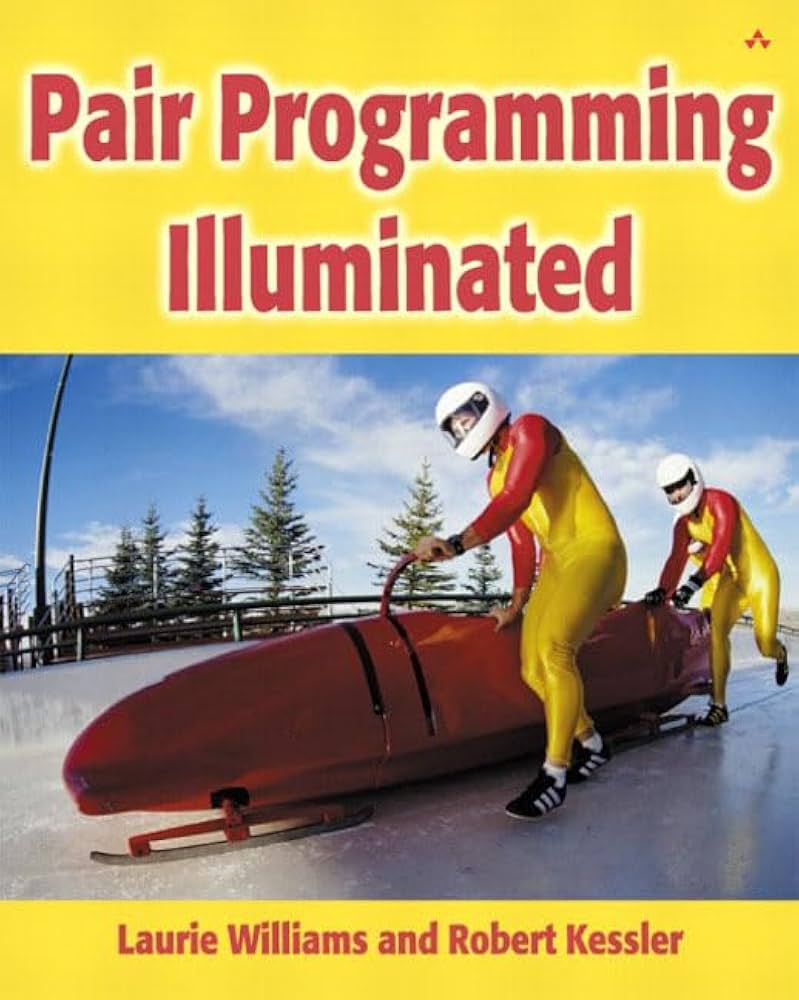 Pair Programming
Illuminated
Laurie Williams and Robert Kessler